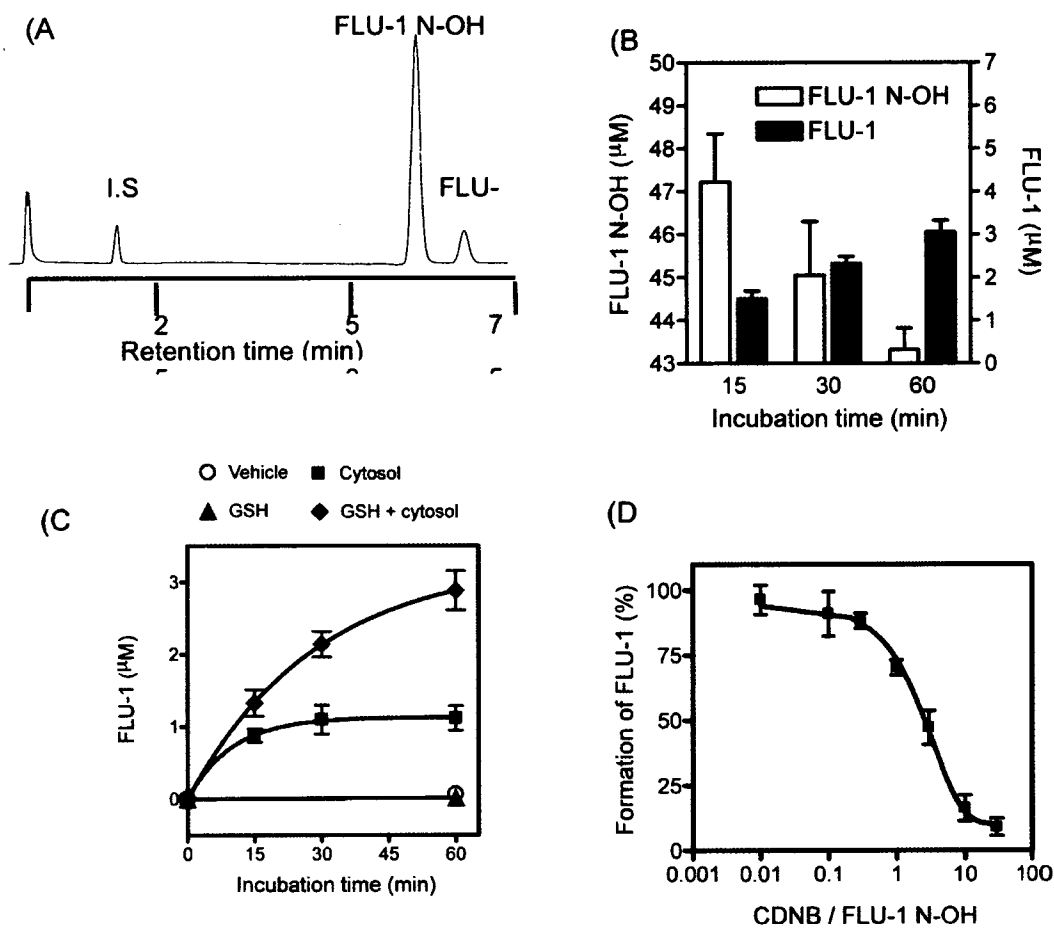 (A
FLU-1 N-OH
I.S
FLU-
2 5 7
Retention time (min)
(B)
50
49
48
47
46
45
44
43
FLU-1 N-OH (μM)
FLU-1 N-OH
FLU-1
7
6
5
4
3
2
1
0
FLU-1 (μM)
15 30 60
Incubation time (min)
Vehicle Cytosol
GSH GSH + cytosol
(C
3
2
1
0
FLU-1 (μM)
0 15 30 45 60
Incubation time (min)
(D)
100
75
50
25
0
Formation of FLU-1 (%)
0.001 0.01 0.1 1 10 100
CDNB / FLU-1 N-OH